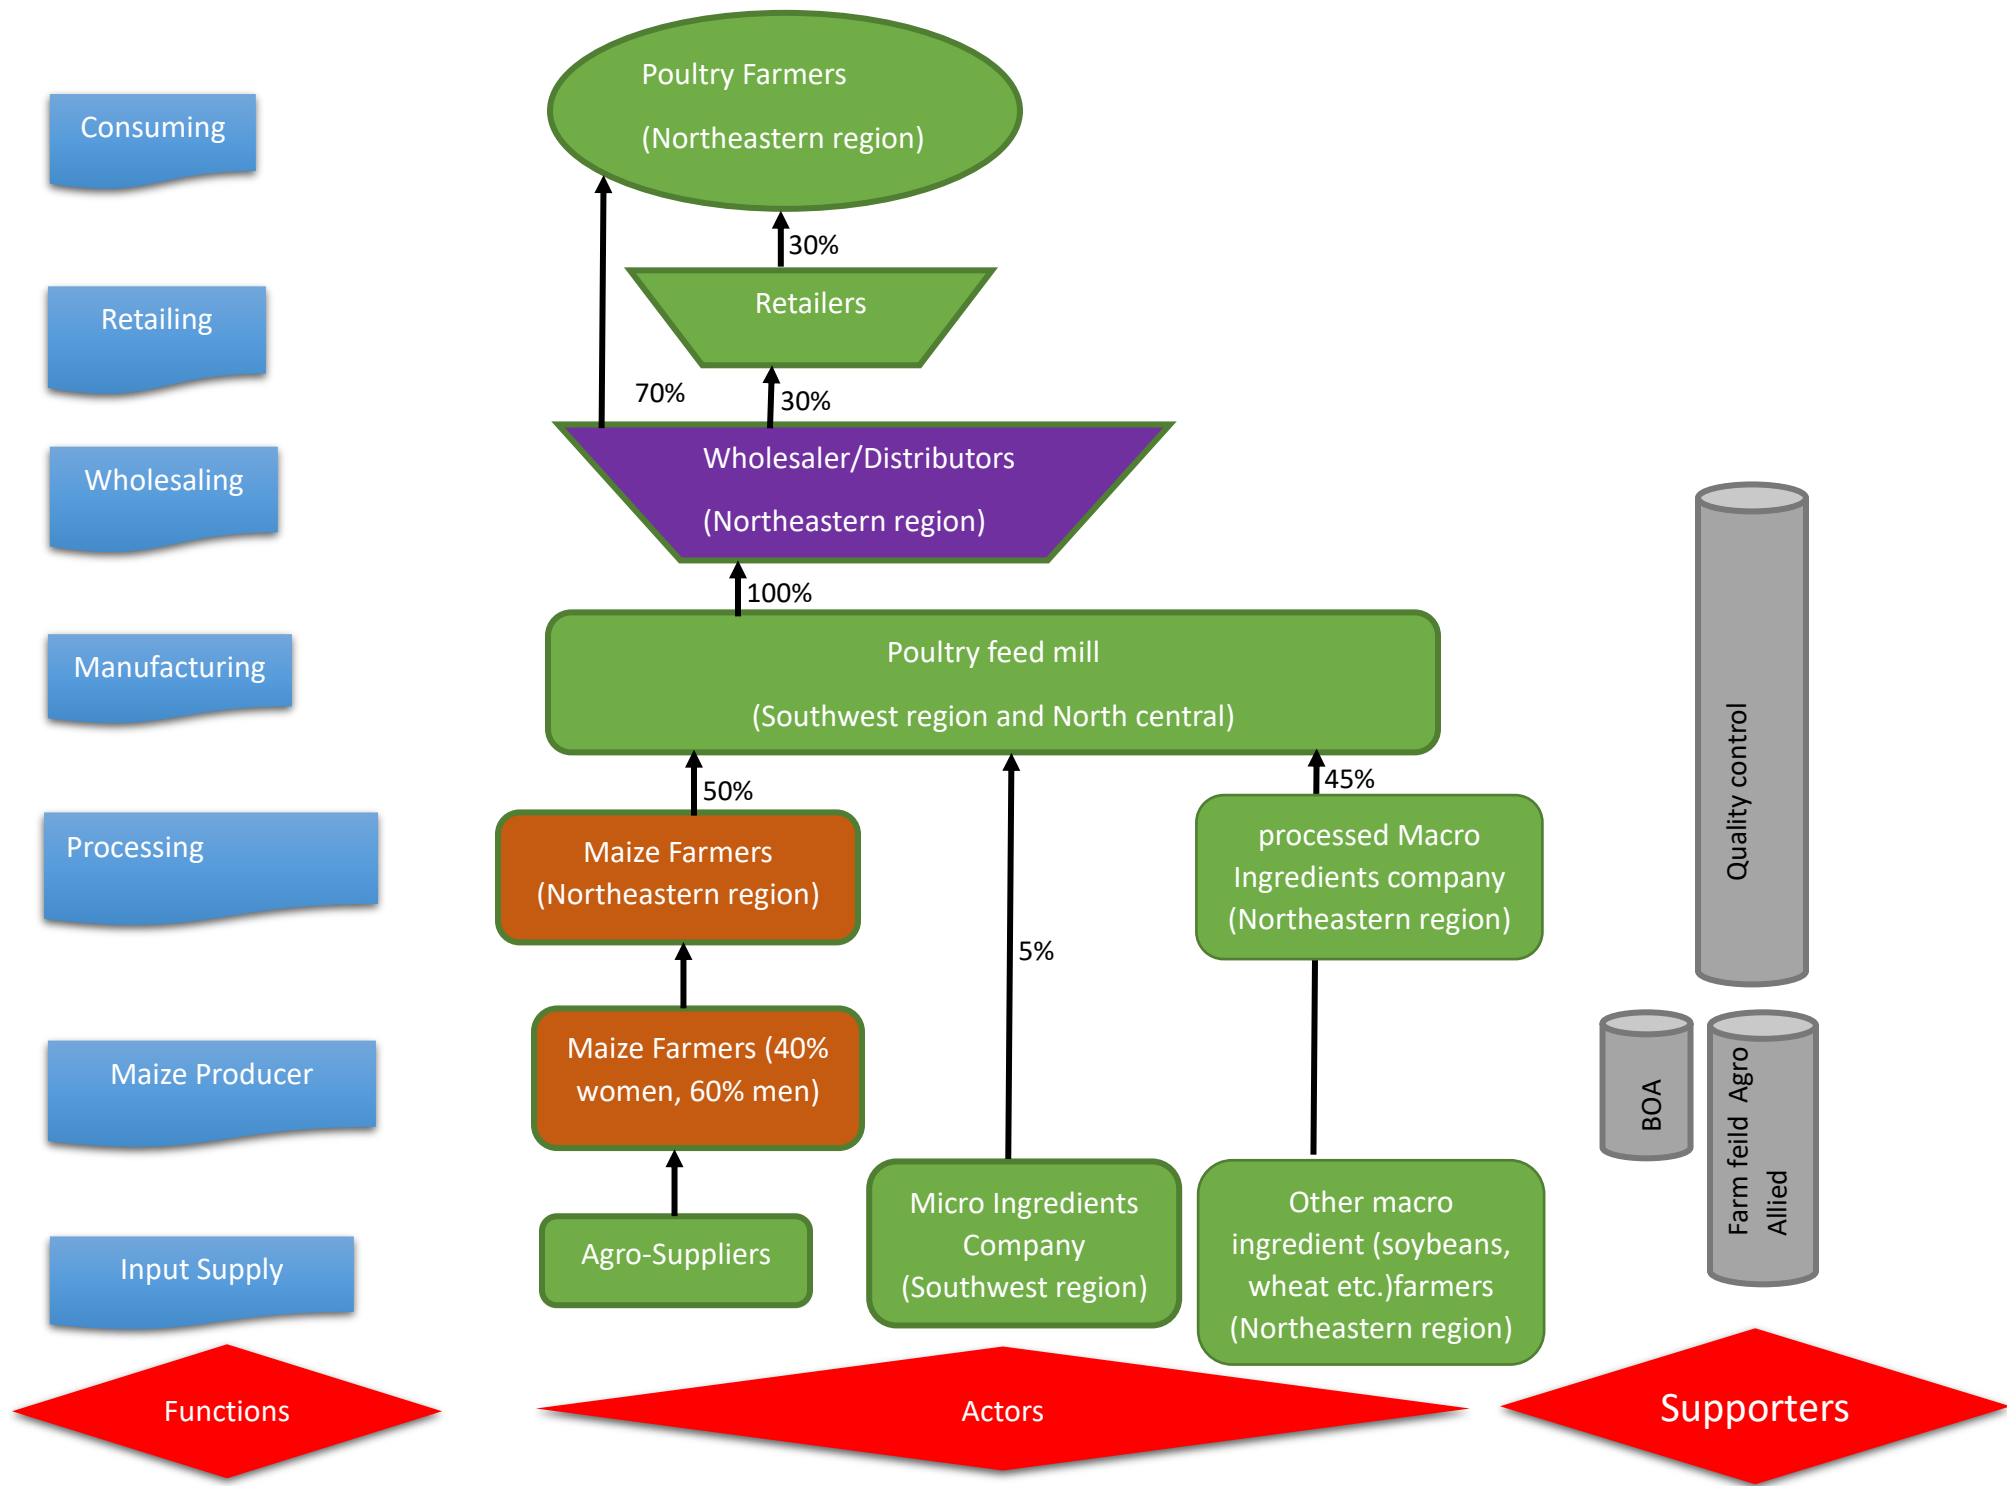 Poultry Farmers
(Northeastern region)
Consuming
30%
Retailing
Retailers
70%
30%
Wholesaling
Wholesaler/Distributors
(Northeastern region)
100%
Manufacturing
Poultry feed mill
(Southwest region and North central)
50%
45%
Processing
Maize Farmers
(Northeastern region)
processed Macro
Ingredients company
(Northeastern region)
Quality control
5%
Maize Producer
Maize Farmers (40%
women, 60% men)
BOA
Farm feild Agro
Allied
Input Supply
Agro-Suppliers
Micro Ingredients
Company
(Southwest region)
Other macro
ingredient (soybeans,
wheat etc.)farmers
(Northeastern region)
Functions
Actors
Supporters